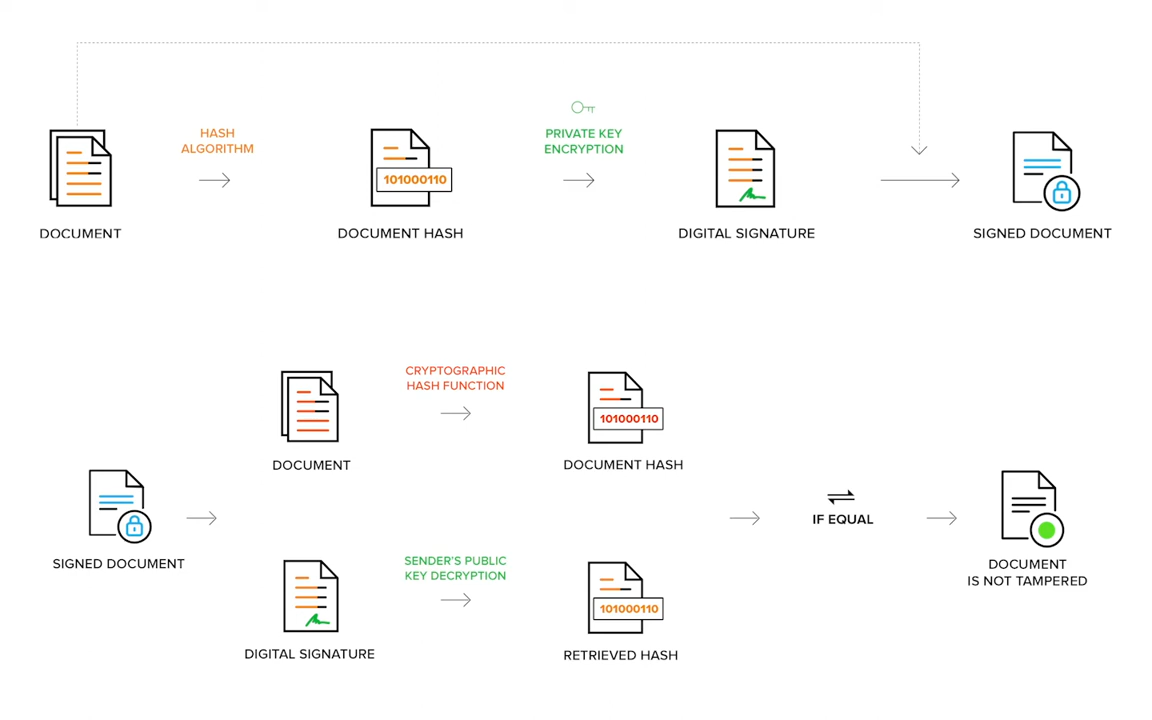 HASH
ALGORITHM
PRIVATE KEY
ENCRYPTION
101000110
DOCUMENT
DOCUMENT HASH
DIGITAL SIGNATURE
SIGNED DOCUMENT
CRYPTOGRAPHIC
HASH FUNCTION
101000110
DOCUMENT
DOCUMENT HASH
IF EQUAL
SIGNED DOCUMENT
SENDER'S PUBLIC
KEY DECRYPTION
DOCUMENT
IS NOT TAMPERED
101000110
DIGITAL SIGNATURE
RETRIEVED HASH